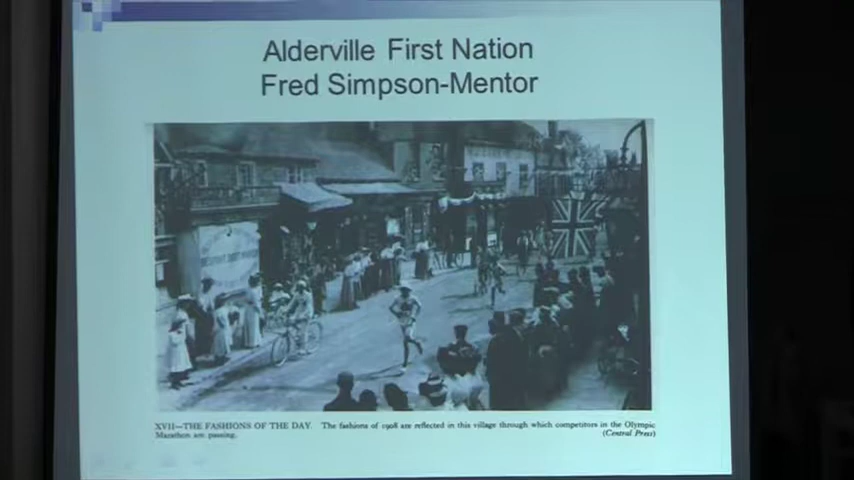 Alderville First Nation
Fred Simpson-Mentor
XVII—THE FASHIONS OF THE DAY. The fashions of 1908 are reflected in this village through which competitors in the Olympic
Marathon are passing. (Central Press)